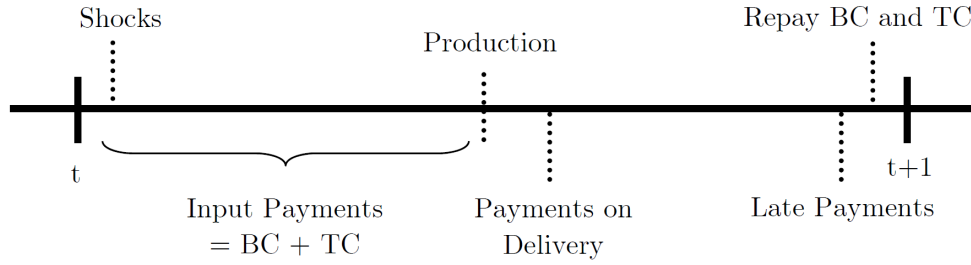 Shocks
Repay BC and TC
Production
t
t+1
Input Payments
= BC + TC
Payments on
Delivery
Late Payments